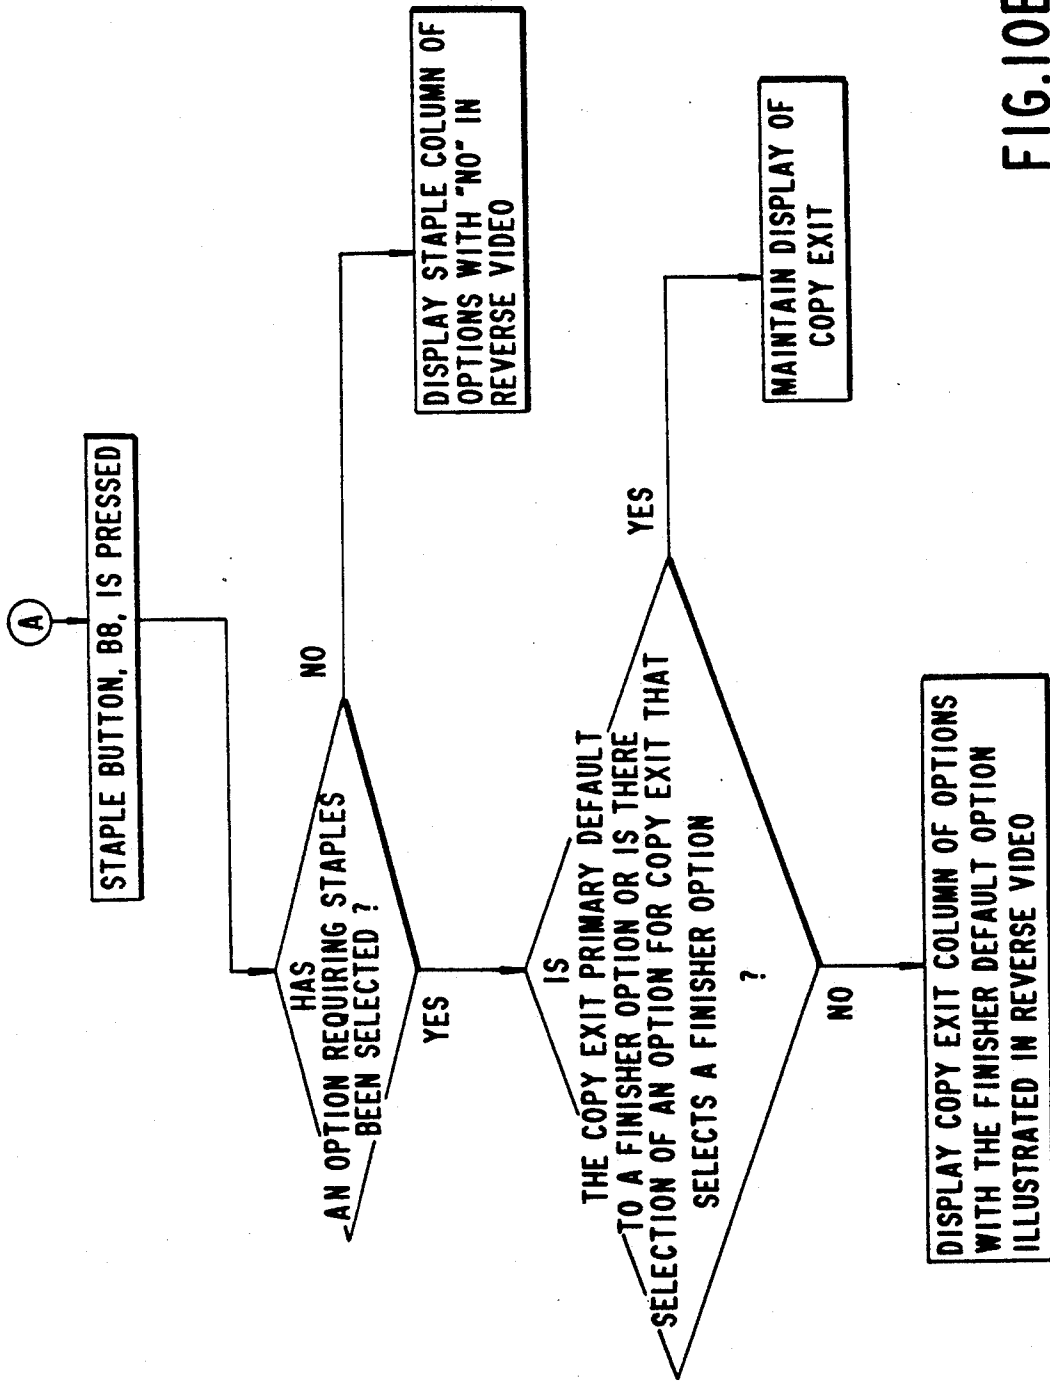 A
STAPLE BUTTON, B8, IS PRESSED
HAS
AN OPTION REQUIRING STAPLES
BEEN SELECTED ?
NO
YES
DISPLAY STAPLE COLUMN OF
OPTIONS WITH "NO" IN
REVERSE VIDEO
IS
THE COPY EXIT PRIMARY DEFAULT
TO A FINISHER OPTION OR IS THERE
SELECTION OF AN OPTION FOR COPY EXIT THAT
SELECTS A FINISHER OPTION
?
YES
NO
MAINTAIN DISPLAY OF
COPY EXIT
DISPLAY COPY EXIT COLUMN OF OPTIONS
WITH THE FINISHER DEFAULT OPTION
ILLUSTRATED IN REVERSE VIDEO
FIG.10B